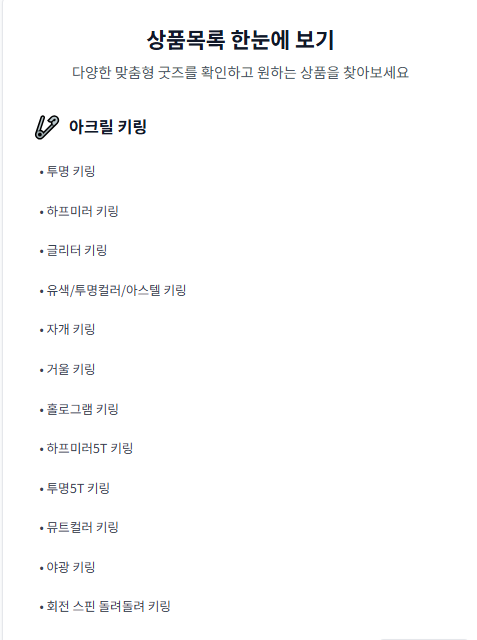 상품목록 한눈에 보기
다양한 맞춤형 굿즈를 확인하고 원하는 상품을 찾아보세요
아크릴 키링
• 투명 키링
• 하프미러 키링
• 글리터 키링
• 유색/투명컬러/아스텔 키링
• 자개 키링
• 거울 키링
• 홀로그램 키링
• 하프미러5T 키링
• 투명5T 키링
• 뮤트컬러 키링
• 야광 키링
• 회전 스핀 돌려돌려 키링